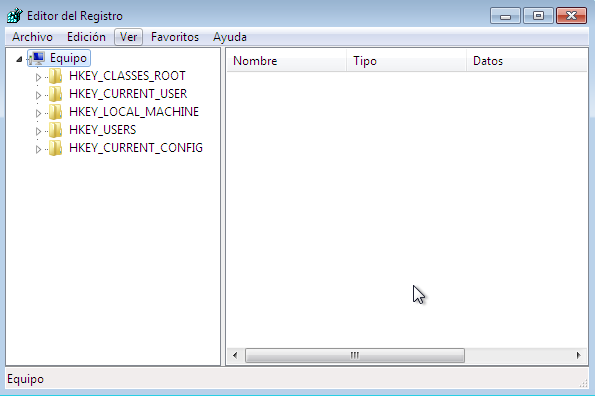 Editor del Registro
Archivo Edición Ver Favoritos Ayuda
Equipo
HKEY_CLASSES_ROOT
HKEY_CURRENT_USER
HKEY_LOCAL_MACHINE
HKEY_USERS
HKEY_CURRENT_CONFIG
Nombre Tipo Datos
Equipo